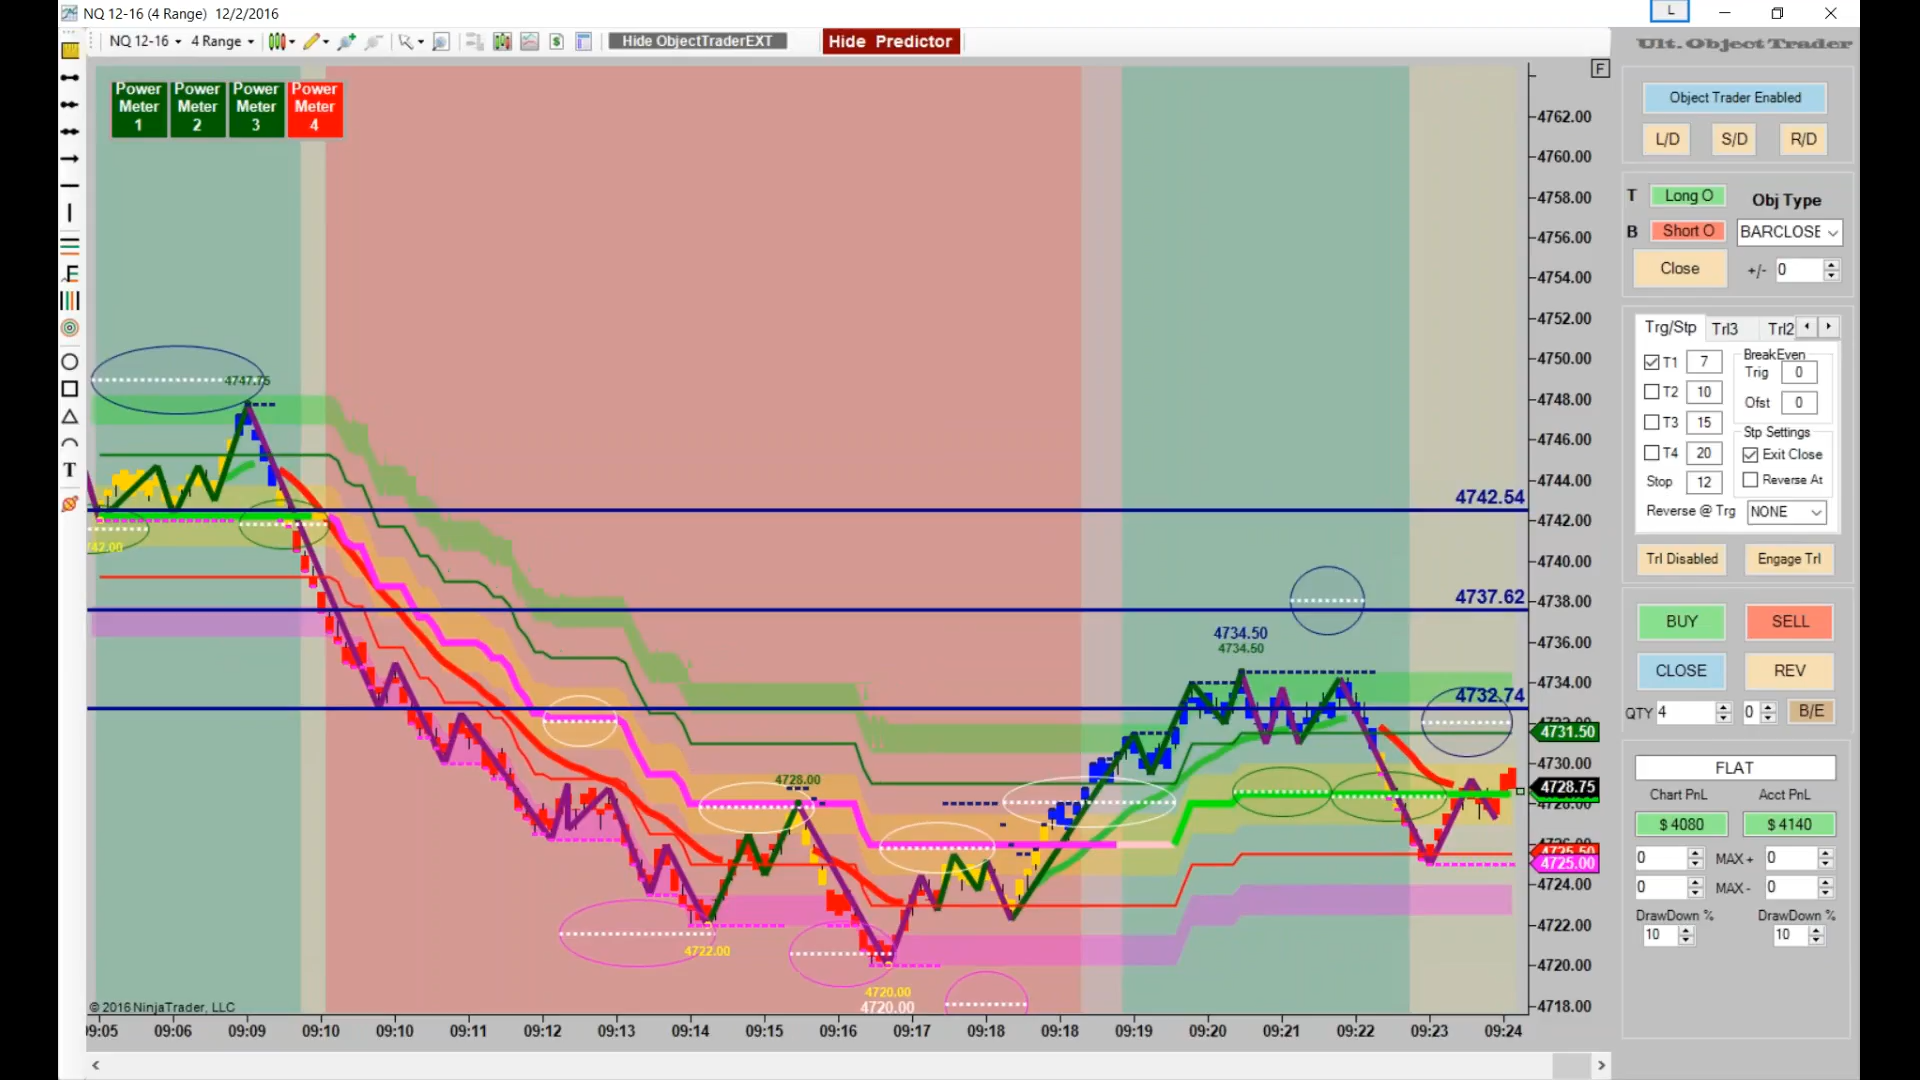 NQ 12-16 (4 Range) 12/2/2016
L
NQ 12-16
4 Range
Hide ObjectTraderEXT
Hide Predictor
Ult. Object Trader
F
Power Meter 1
Power Meter 2
Power Meter 3
Power Meter 4
4747.75
4742.54
4737.62
4732.74
4734.50
4734.50
4728.00
4722.00
4720.00
4720.00
© 2016 NinjaTrader, LLC
4762.00
4760.00
4758.00
4756.00
4754.00
4752.00
4750.00
4748.00
4746.00
4744.00
4742.00
4740.00
4738.00
4736.00
4734.00
4731.50
4730.00
4728.75
4725.00
4724.00
4722.00
4720.00
4718.00
09:05
09:06
09:09
09:10
09:10
09:11
09:12
09:13
09:14
09:15
09:16
09:17
09:18
09:18
09:19
09:20
09:21
09:22
09:23
09:24
Object Trader Enabled
L/D S/D R/D
T Long O Obj Type
B Short O BARCLOSE
Close +/- 0
Trg/Stp Trl3 Trl2
T1 7
T2 10
T3 15
T4 20
Stop 12
BreakEven
Trig 0
Ofst 0
Stp Settings
Exit Close
Reverse At
Reverse @ Trg NONE
Trl Disabled Engage Trl
BUY SELL
CLOSE REV
QTY 4 0 B/E
FLAT
Chart PnL Acct PnL
$ 4080 $ 4140
0 MAX + 0
0 MAX - 0
DrawDown % DrawDown %
10 10